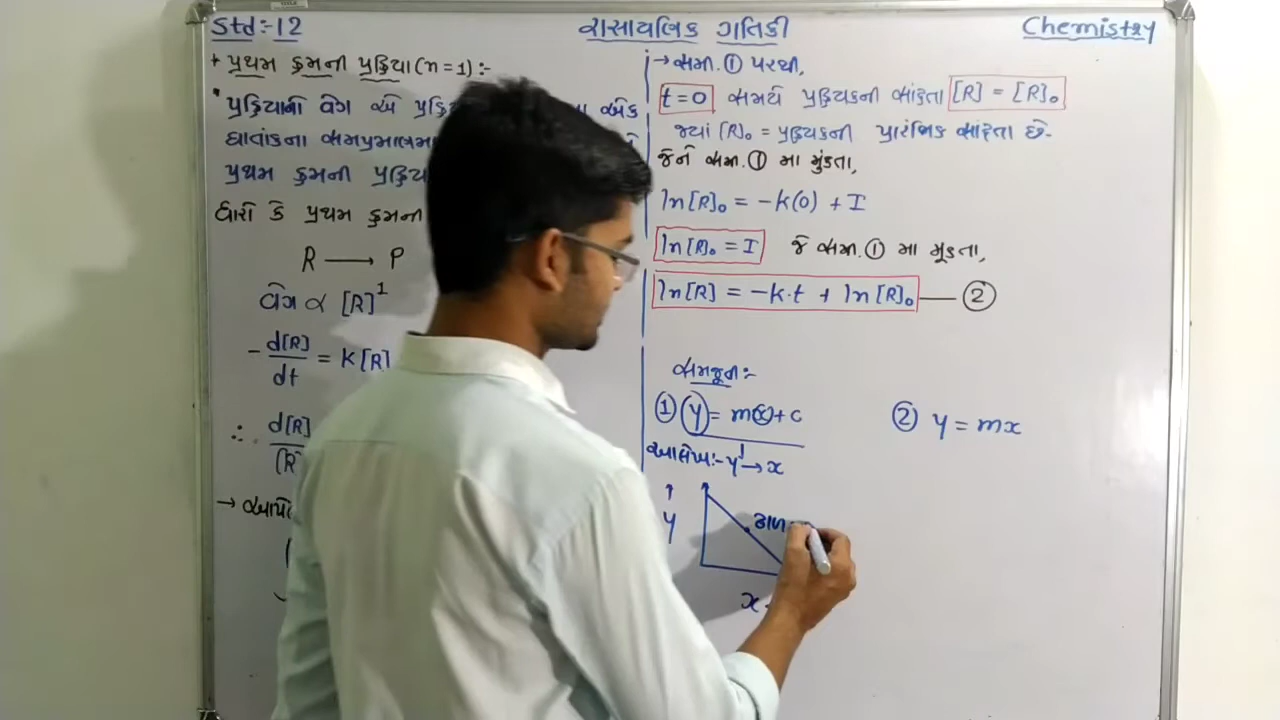 Std:-12
રાસાયણિક ગતિકી
Chemistry
* પ્રથમ ક્રમની પ્રક્રિયા (n = 1) :-
પ્રક્રિયાનો વેગ એ એક
ઘાતાંકના સમપ્રમાણમાં
પ્રથમ ક્રમની
ધારો કે પ્રથમ ક્રમની
R → P
વેગ ∝ [R]¹
- d[R]/dt = K[R]
∴ d[R]/[R]
→ સમી. ① પરથી,
t = 0 સમયે પ્રક્રિયકની સાંદ્રતા [R] = [R]₀
જ્યાં [R]₀ = પ્રક્રિયકની પ્રારંભિક સાંદ્રતા છે.
જેને સમી. ① મા મુકતા,
ln[R]₀ = -k(0) + I
ln[R]₀ = I જે સમી. ① મા મૂકતા,
ln[R] = -k.t + ln[R]₀ — ②
સમજૂતી:-
① y = mx + c
આલેખ:- y → x
y
ઢાળ
x
② y = mx